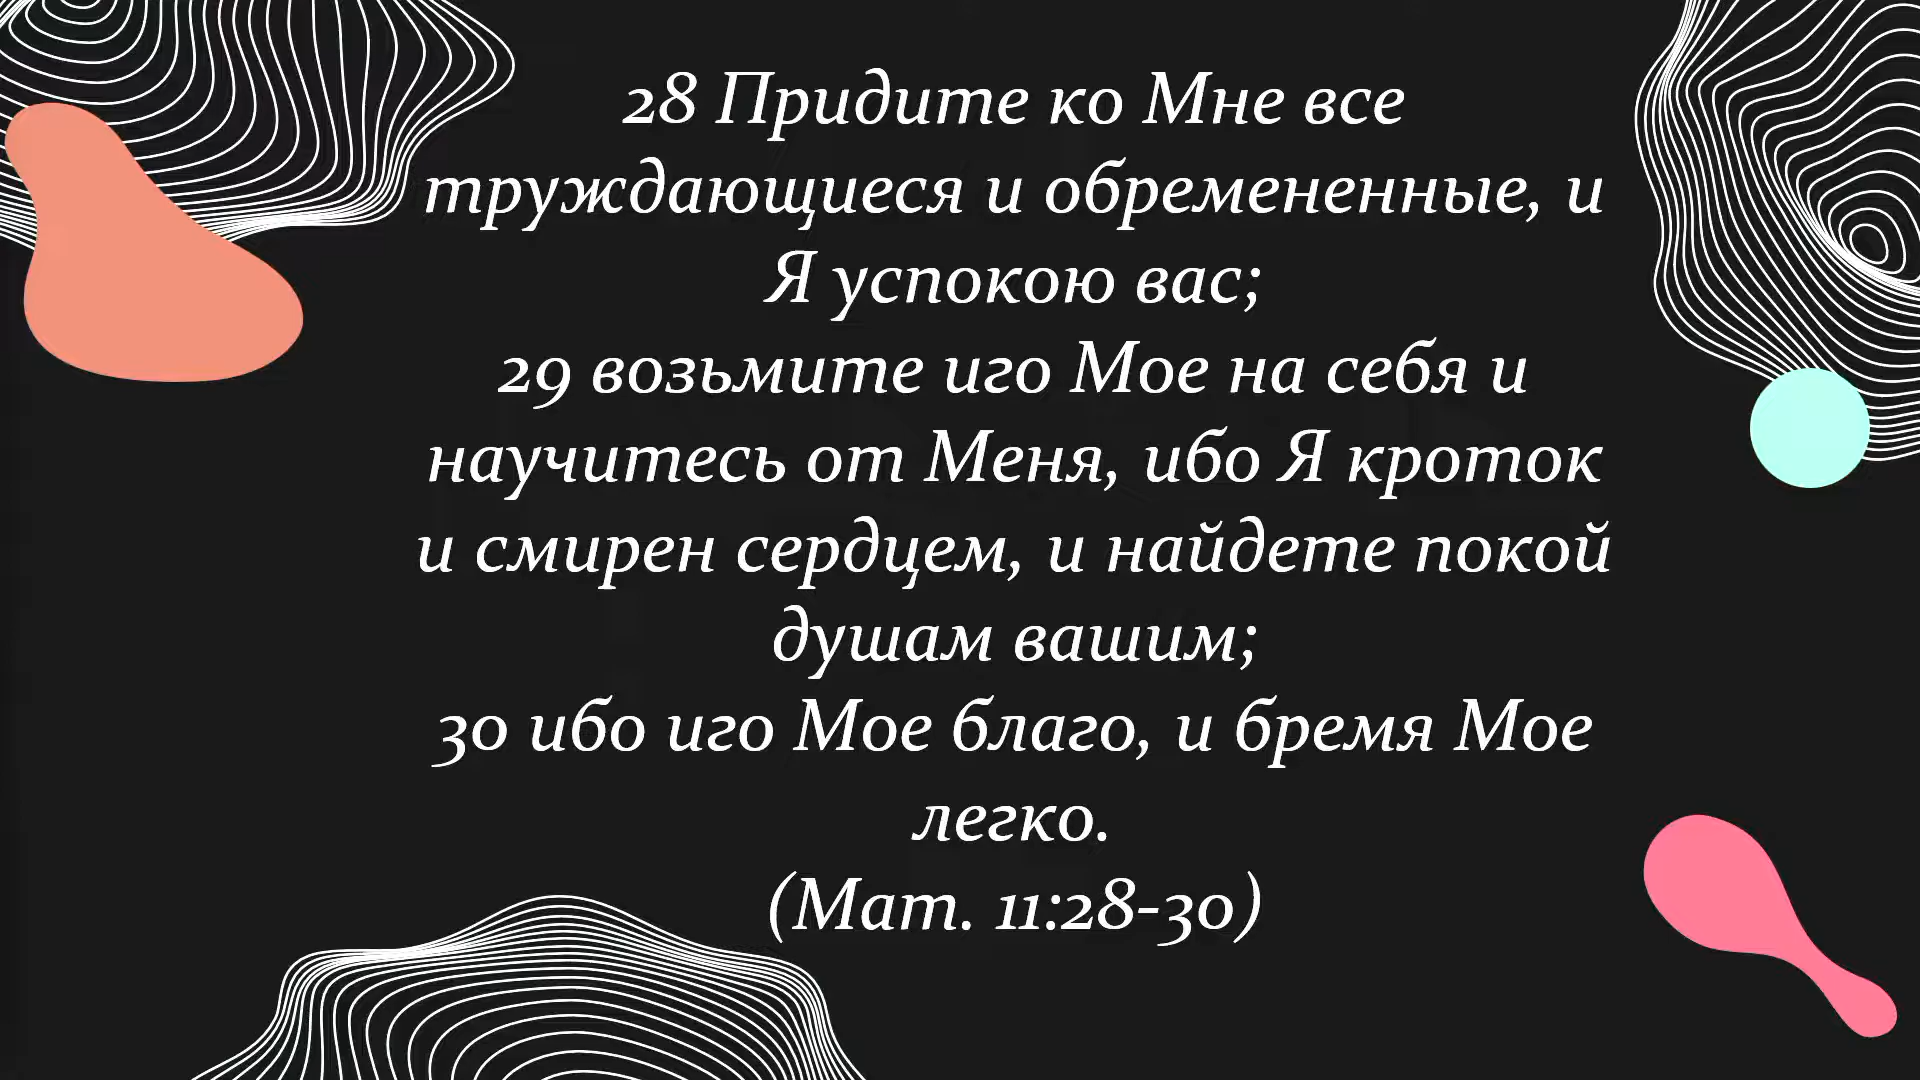 28 Придите ко Мне все
труждающиеся и обремененные, и
Я успокою вас;
29 возьмите иго Мое на себя и
научитесь от Меня, ибо Я кроток
и смирен сердцем, и найдете покой
душам вашим;
30 ибо иго Мое благо, и бремя Мое
легко.
(Мат. 11:28-30)